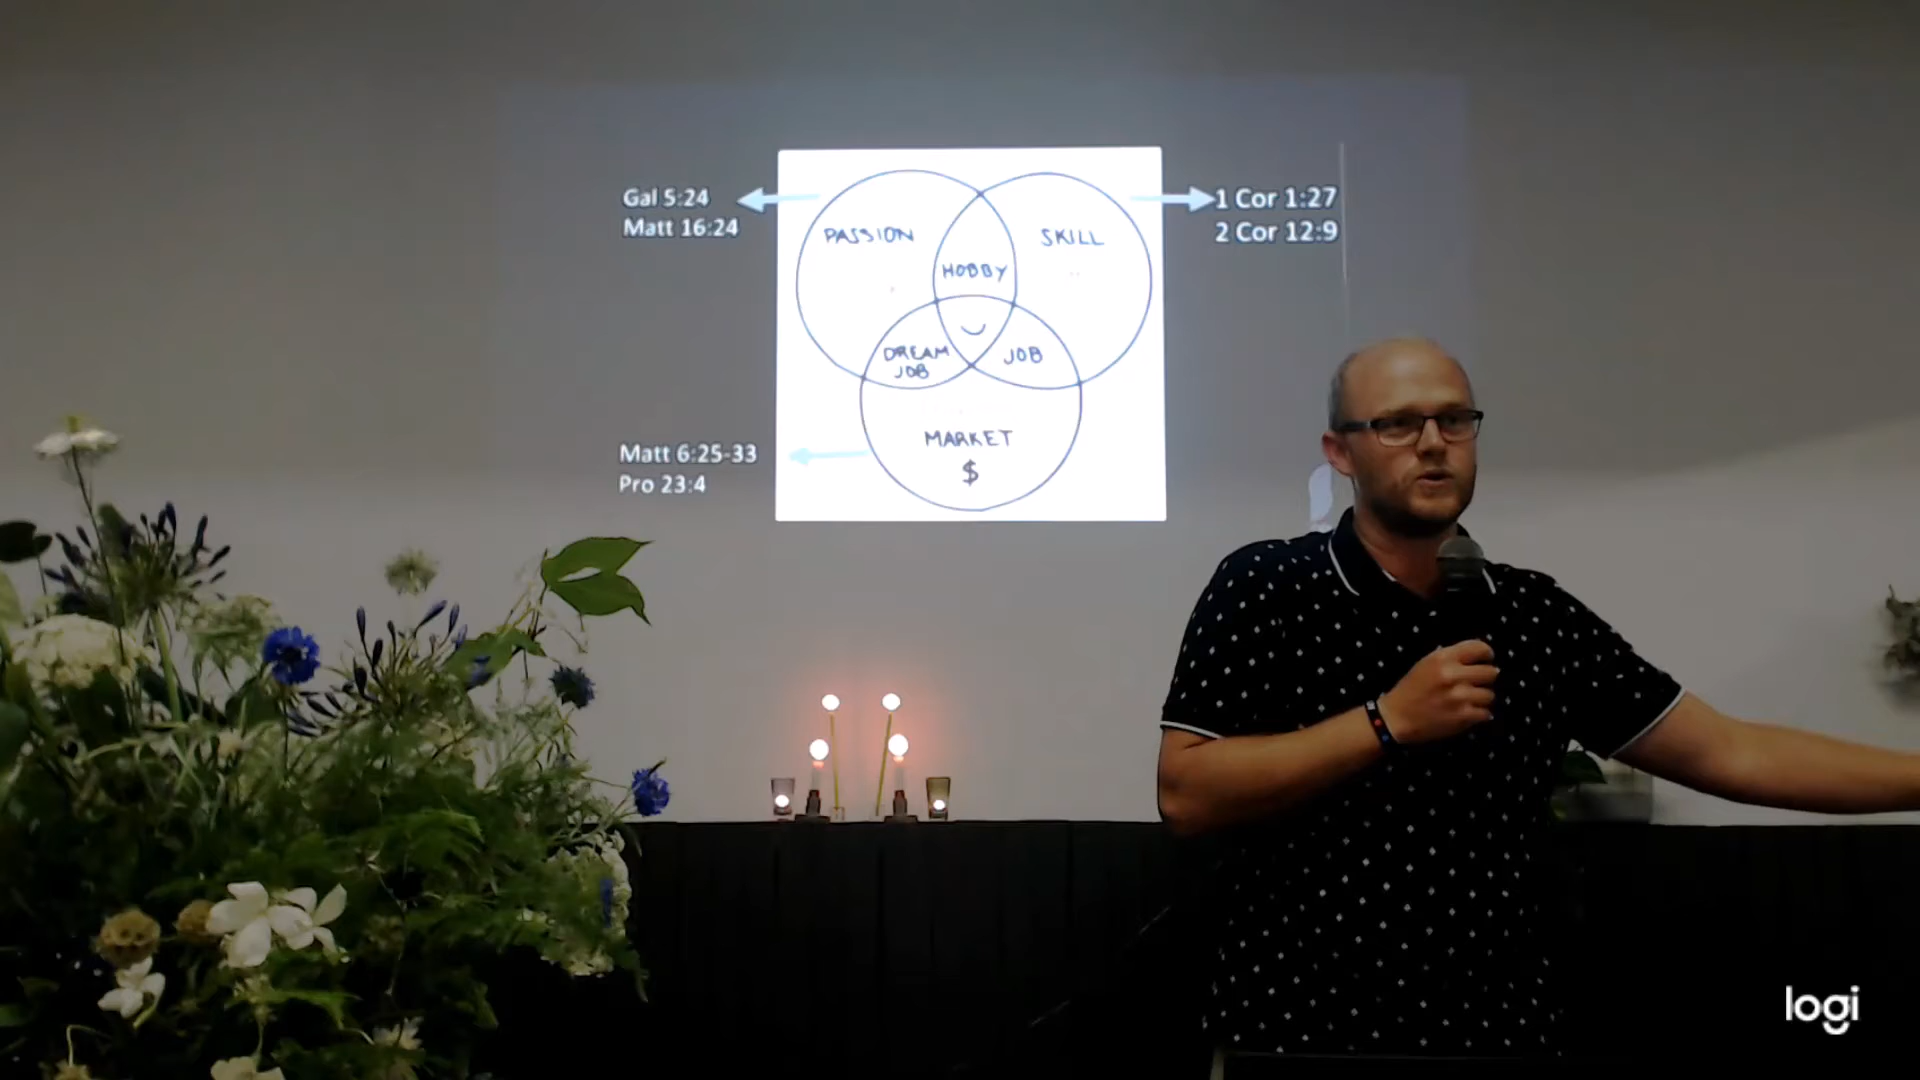 Gal 5:24
Matt 16:24
1 Cor 1:27
2 Cor 12:9
PASSION
SKILL
HOBBY
DREAM
JOB
JOB
MARKET
$
Matt 6:25-33
Pro 23:4
logi